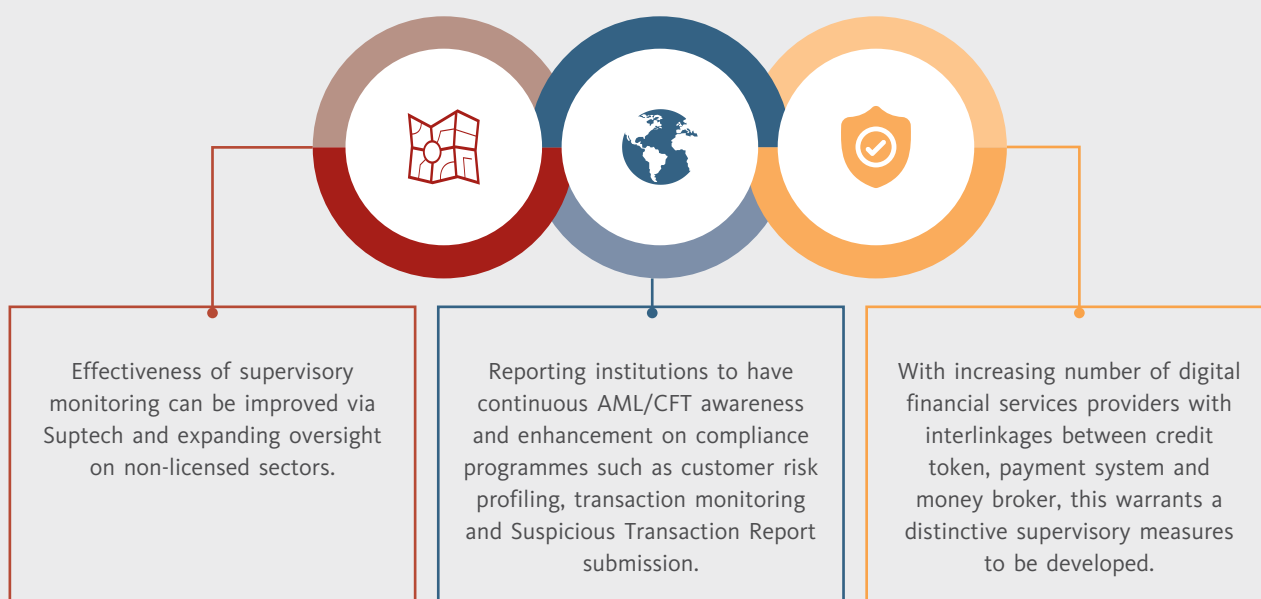 Effectiveness of supervisory
monitoring can be improved via
Suptech and expanding oversight
on non-licensed sectors.
Reporting institutions to have
continuous AML/CFT awareness
and enhancement on compliance
programmes such as customer risk
profiling, transaction monitoring
and Suspicious Transaction Report
submission.
With increasing number of digital
financial services providers with
interlinkages between credit
token, payment system and
money broker, this warrants a
distinctive supervisory measures
to be developed.